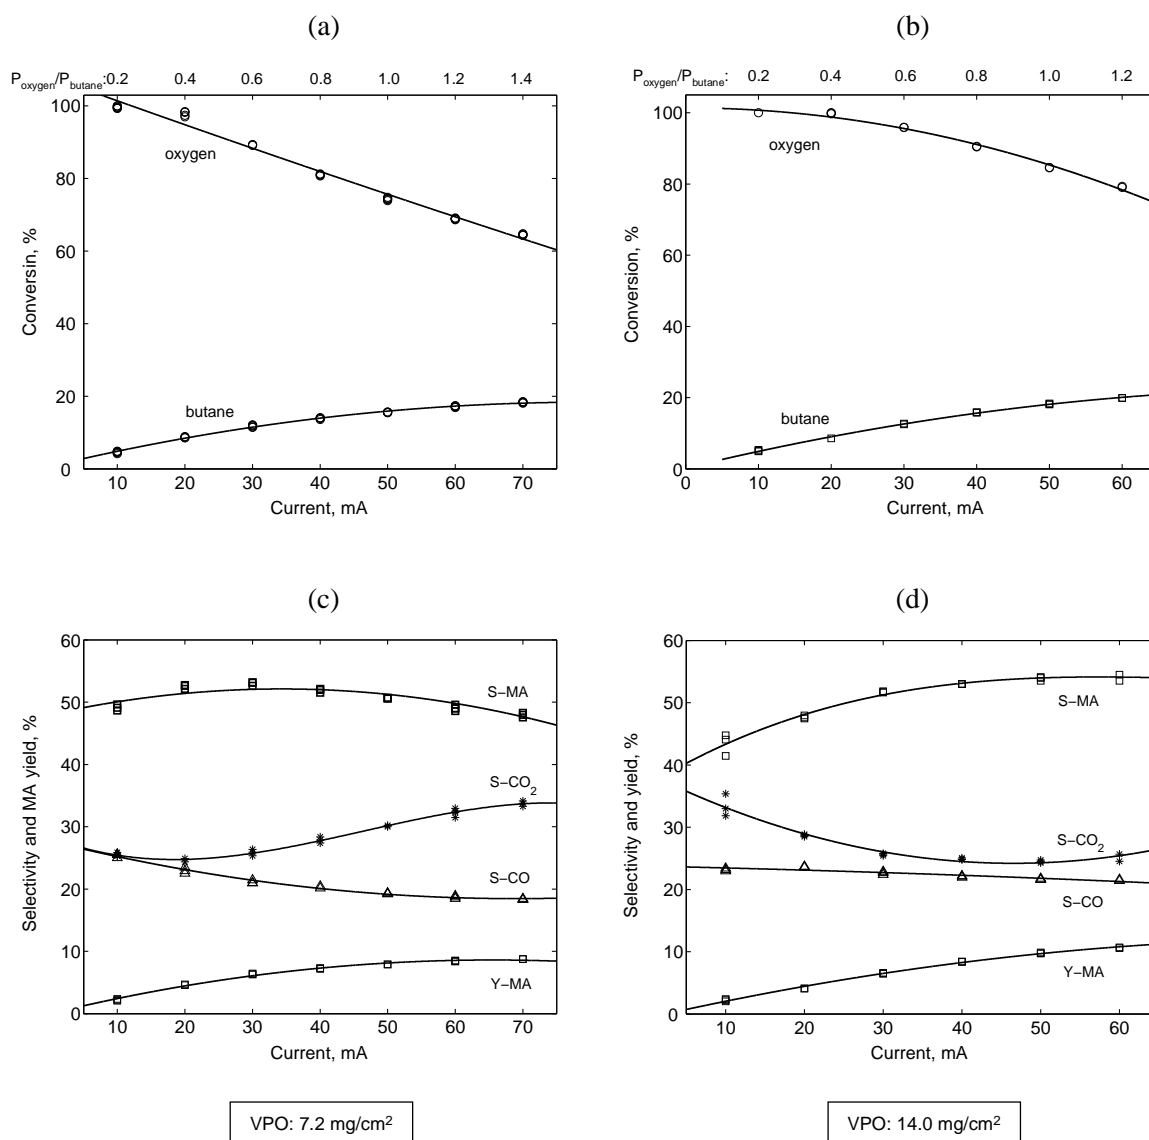 (a)
P_oxygen/P_butane: 0.2 0.4 0.6 0.8 1.0 1.2 1.4
100
80
60
40
20
0
oxygen
butane
Conversin, %
10 20 30 40 50 60 70
Current, mA
(b)
P_oxygen/P_butane: 0.2 0.4 0.6 0.8 1.0 1.2
100
80
60
40
20
0
oxygen
butane
Conversion, %
0 10 20 30 40 50 60
Current, mA
(c)
60
50
40
30
20
10
0
S-MA
S-CO2
S-CO
Y-MA
Selectivity and MA yield, %
10 20 30 40 50 60 70
Current, mA
VPO: 7.2 mg/cm²
(d)
60
50
40
30
20
10
0
S-MA
S-CO2
S-CO
Y-MA
Selectivity and yield, %
10 20 30 40 50 60
Current, mA
VPO: 14.0 mg/cm²